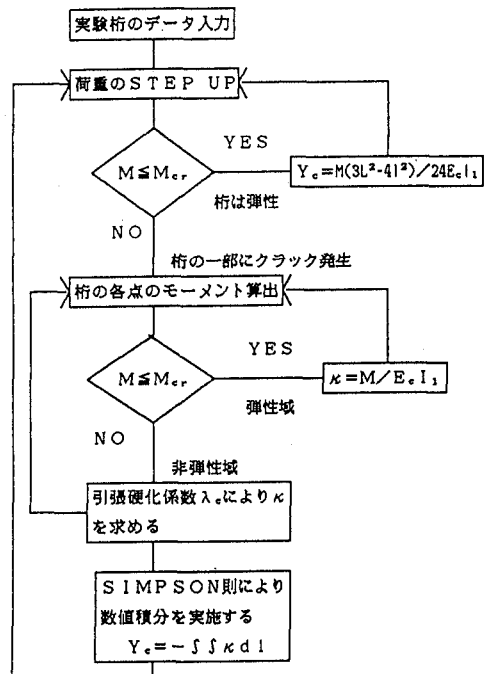 実験桁のデータ入力
荷重のSTEP UP
YES
M≦Mcr
Yc=M(3L²-4l²)/24EcI₁
桁は弾性
NO
桁の一部にクラック発生
桁の各点のモーメント算出
YES
M≦Mcr
κ=M/EcI₁
弾性域
NO
非弾性域
引張硬化係数λcによりκ
を求める
SIMPSON則により
数値積分を実施する
Yc=-∫∫κdl